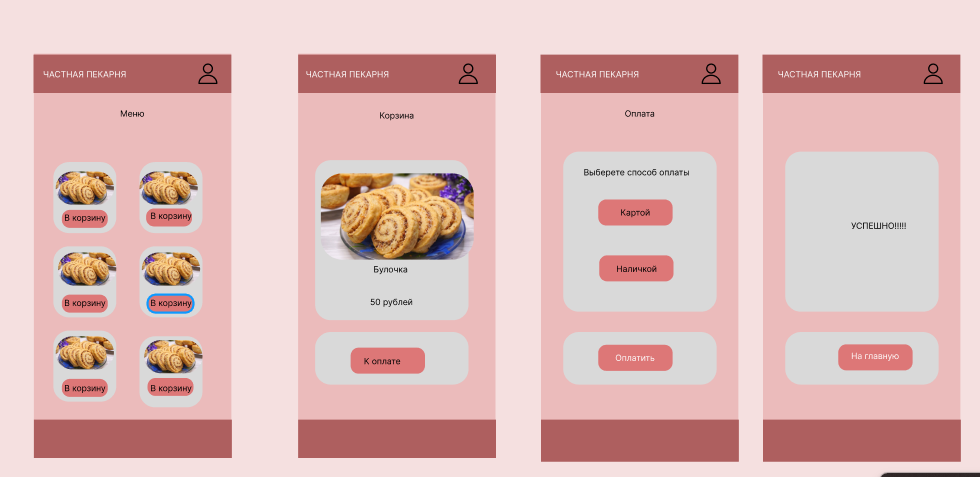 ЧАСТНАЯ ПЕКАРНЯ
Меню
В корзину
В корзину
В корзину
В корзину
В корзину
В корзину
ЧАСТНАЯ ПЕКАРНЯ
Корзина
Булочка
50 рублей
К оплате
ЧАСТНАЯ ПЕКАРНЯ
Оплата
Выберете способ оплаты
Картой
Наличкой
Оплатить
ЧАСТНАЯ ПЕКАРНЯ
УСПЕШНО!!!!!
На главную